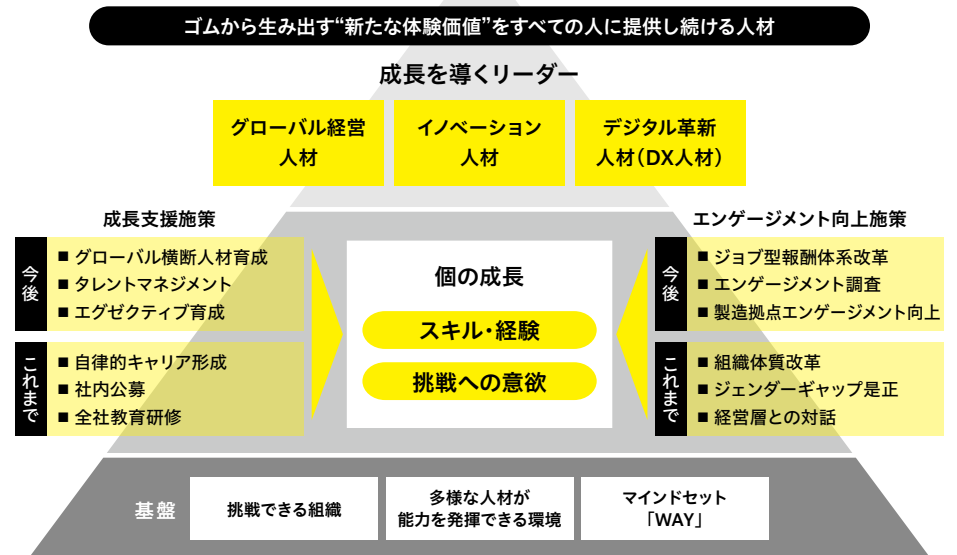 ゴムから生み出す“新たな体験価値”をすべての人に提供し続ける人材
成長を導くリーダー
グローバル経営
人材
イノベーション
人材
デジタル革新
人材（DX人材）
成長支援施策
今後
■ グローバル横断人材育成
■ タレントマネジメント
■ エグゼクティブ育成
これまで
■ 自律的キャリア形成
■ 社内公募
■ 全社教育研修
個の成長
スキル・経験
挑戦への意欲
エンゲージメント向上施策
今後
■ ジョブ型報酬体系改革
■ エンゲージメント調査
■ 製造拠点エンゲージメント向上
これまで
■ 組織体質改革
■ ジェンダーギャップ是正
■ 経営層との対話
基盤
挑戦できる組織
多様な人材が
能力を発揮できる環境
マインドセット
「WAY」